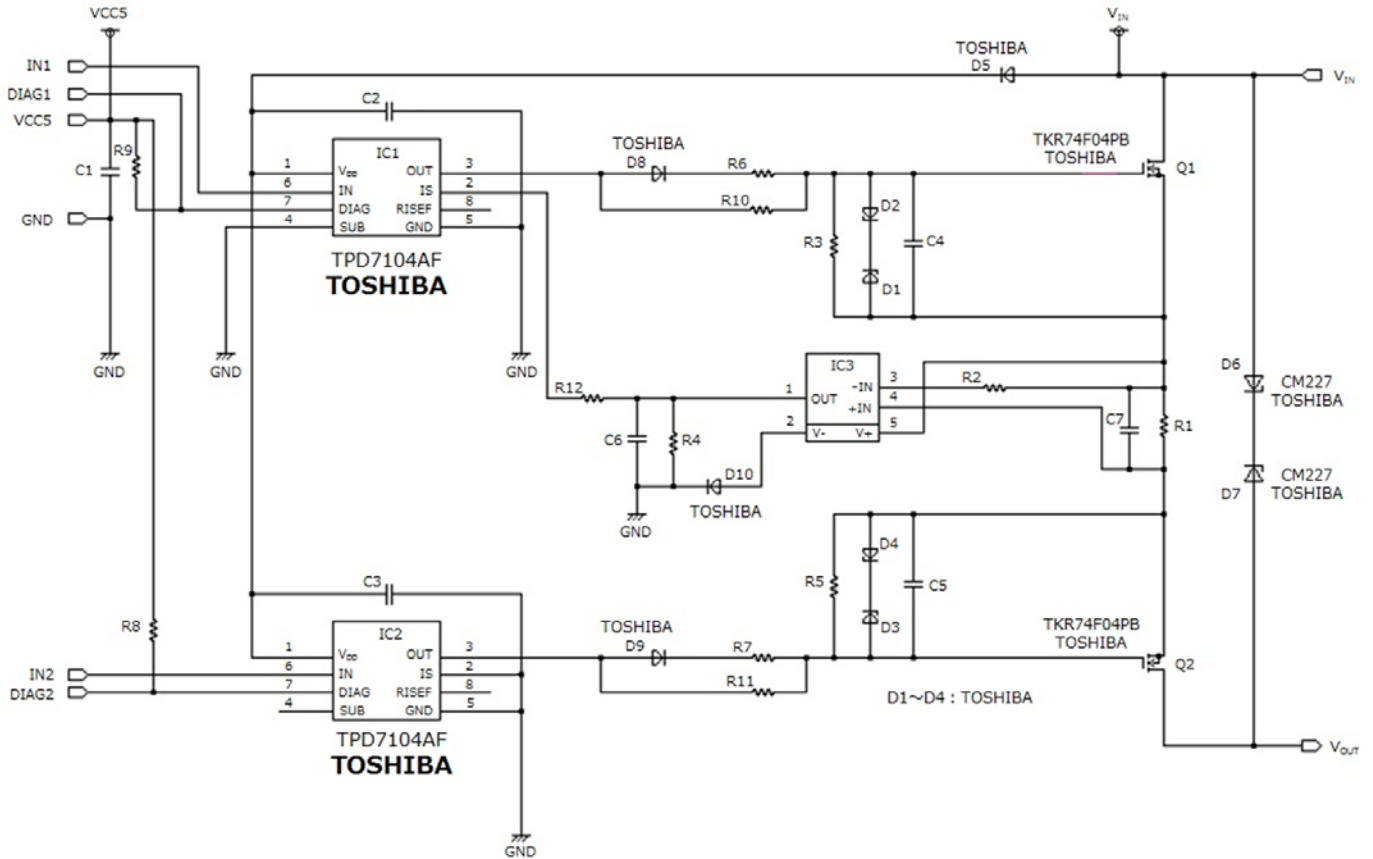 VCC5
V_IN
IN1
TOSHIBA
D5
V_IN
DIAG1
C2
VCC5
R9
C1
IC1
TOSHIBA
D8
R6
TKR74F04PB
TOSHIBA
Q1
1
V_DD
OUT
3
6
IN
IS
2
7
DIAG
RISEF
8
4
SUB
GND
5
R10
D2
R3
C4
D1
GND
TPD7104AF
TOSHIBA
GND
GND
GND
IC3
D6
CM227
TOSHIBA
R12
1
OUT
-IN
3
R2
+IN
4
2
V-
V+
5
C7
R1
C6
R4
D10
TOSHIBA
GND
D7
CM227
TOSHIBA
D4
R5
C5
D3
C3
R8
IC2
TOSHIBA
D9
R7
TKR74F04PB
TOSHIBA
Q2
1
V_DD
OUT
3
IN2
6
IN
IS
2
DIAG2
7
DIAG
RISEF
8
4
SUB
GND
5
R11
D1~D4 : TOSHIBA
TPD7104AF
TOSHIBA
V_OUT
GND